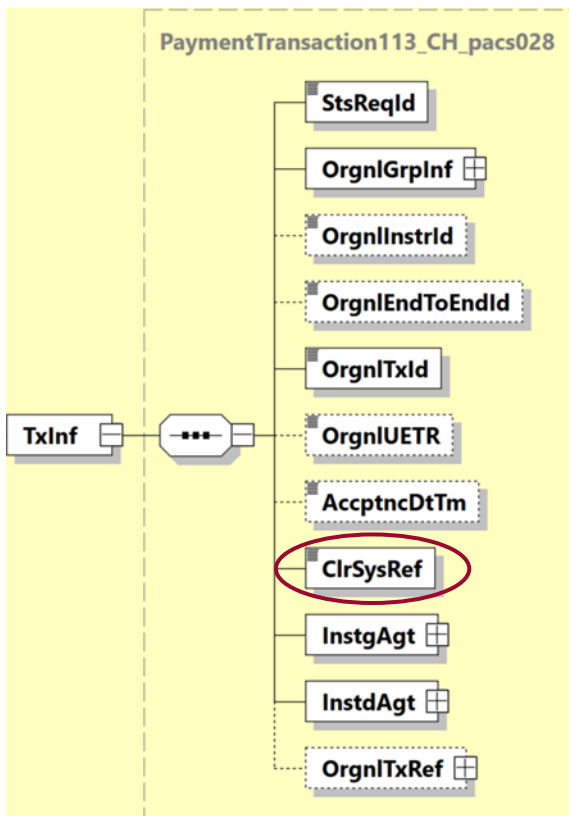 PaymentTransaction113_CH_pacs028
StsReqId
OrgnlGrpInf
OrgnlInstrId
OrgnlEndToEndId
OrgnlTxId
TxInf
OrgnlUETR
AccptncDtTm
ClrSysRef
InstgAgt
InstdAgt
OrgnlTxRef